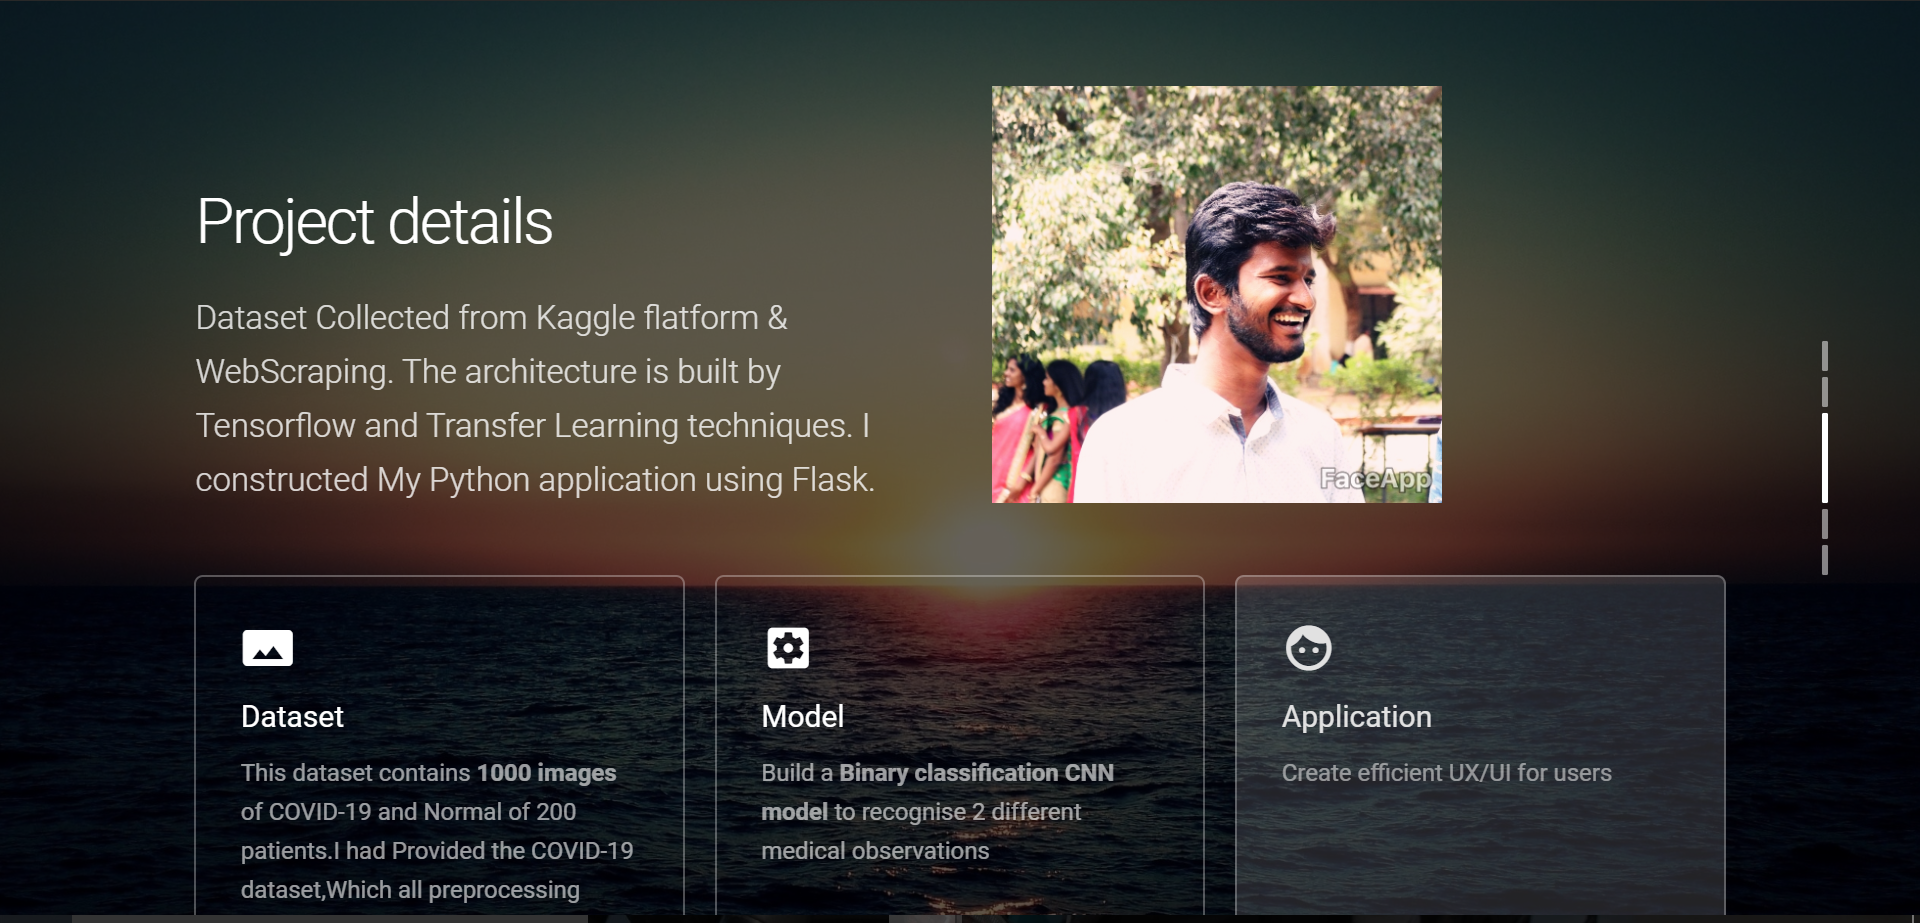 Project details
Dataset Collected from Kaggle flatform &
WebScraping. The architecture is built by
Tensorflow and Transfer Learning techniques. I
constructed My Python application using Flask.
FaceApp
Dataset
This dataset contains 1000 images
of COVID-19 and Normal of 200
patients.I had Provided the COVID-19
dataset,Which all preprocessing
Model
Build a Binary classification CNN
model to recognise 2 different
medical observations
Application
Create efficient UX/UI for users